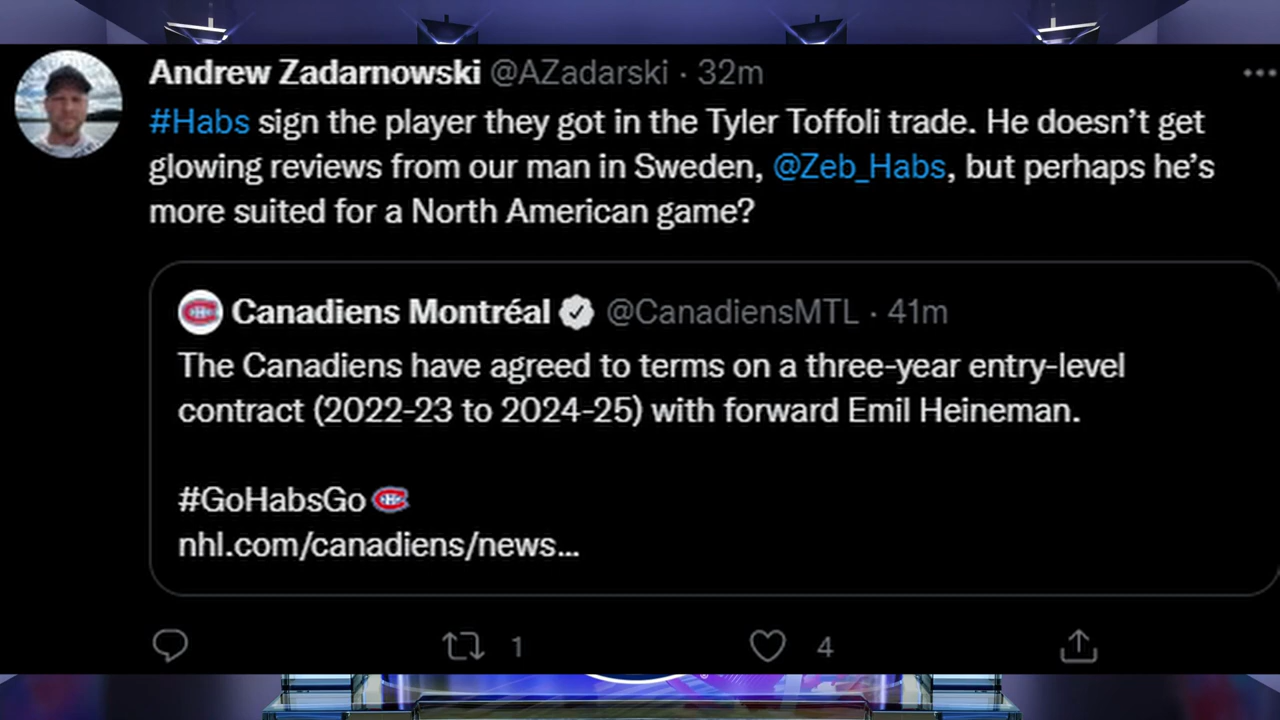 Andrew Zadarnowski @AZadarski · 32m
#Habs sign the player they got in the Tyler Toffoli trade. He doesn’t get
glowing reviews from our man in Sweden, @Zeb_Habs, but perhaps he’s
more suited for a North American game?
Canadiens Montréal @CanadiensMTL · 41m
The Canadiens have agreed to terms on a three-year entry-level
contract (2022-23 to 2024-25) with forward Emil Heineman.
#GoHabsGo
nhl.com/canadiens/news...
1 4